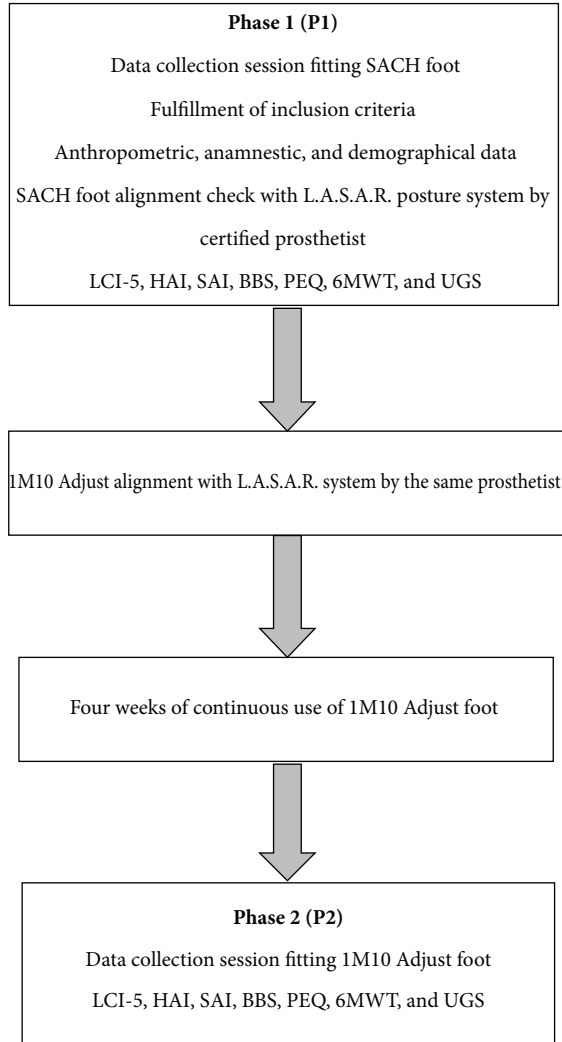 Phase 1 (P1)
Data collection session fitting SACH foot
Fulfillment of inclusion criteria
Anthropometric, anamnestic, and demographical data
SACH foot alignment check with L.A.S.A.R. posture system by
certified prosthetist
LCI-5, HAI, SAI, BBS, PEQ, 6MWT, and UGS
1M10 Adjust alignment with L.A.S.A.R. system by the same prosthetist
Four weeks of continuous use of 1M10 Adjust foot
Phase 2 (P2)
Data collection session fitting 1M10 Adjust foot
LCI-5, HAI, SAI, BBS, PEQ, 6MWT, and UGS